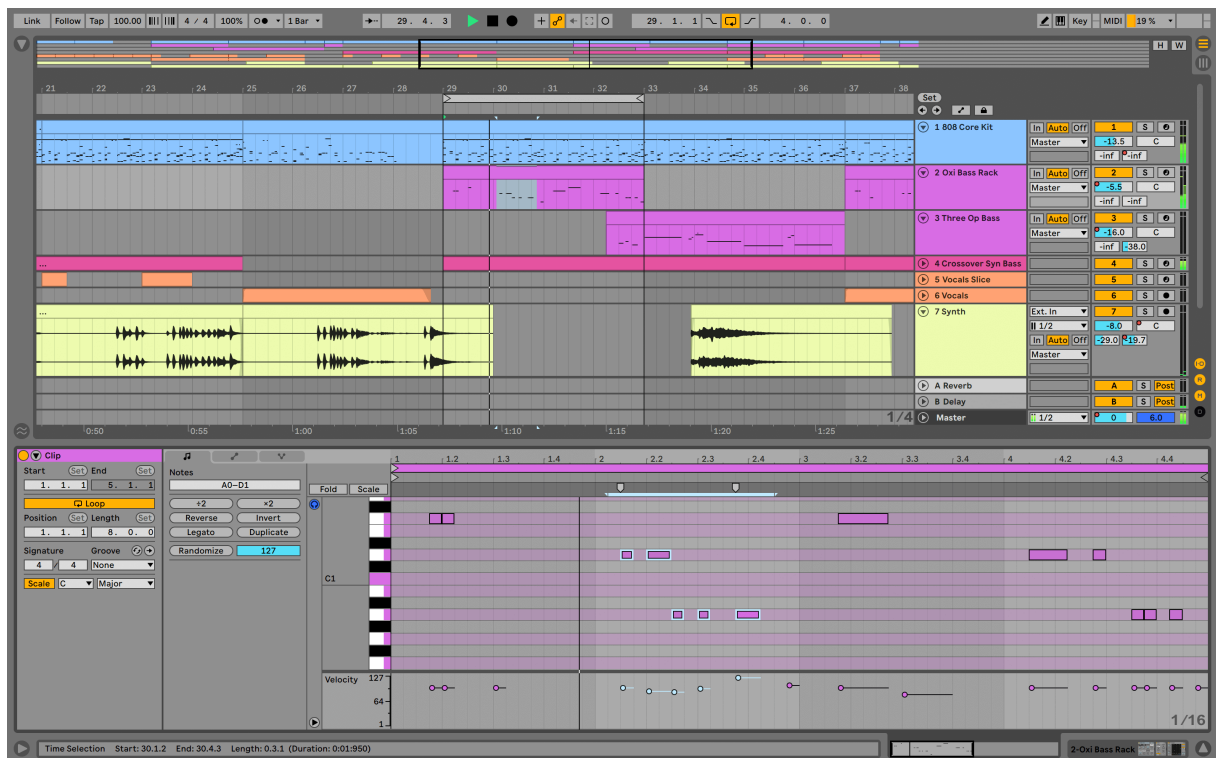 Link Follow Tap 100.00 4 / 4 100% 1 Bar 29. 4. 3 29. 1. 1 4. 0. 0 Key MIDI 19 %
H W
21 22 23 24 25 26 27 28 29 30 31 32 33 34 35 36 37 38
Set
1 808 Core Kit In Auto Off 1 S
Master -13.5 C
-inf -inf
2 Oxi Bass Rack In Auto Off 2 S
Master -5.5 C
-inf -inf
3 Three Op Bass In Auto Off 3 S
Master -16.0 C
-inf -38.0
... 4 Crossover Syn Bass 4 S
5 Vocals Slice 5 S
6 Vocals 6 S
... 7 Synth Ext. In 7 S
1/2 -8.0 C
In Auto Off -29.0 -19.7
Master
A Reverb A S Post
B Delay B S Post
1/4 Master 1/2 0 6.0
0:50 0:55 1:00 1:05 1:10 1:15 1:20 1:25
I·O
R
M
D
Clip
Start Set End Set
1. 1. 1 5. 1. 1
Loop
Position Set Length Set
1. 1. 1 8. 0. 0
Signature Groove
4 / 4 None
Scale C Major
Notes
A0–D1
÷2 ×2
Reverse Invert
Legato Duplicate
Randomize 127
1 1.2 1.3 1.4 2 2.2 2.3 2.4 3 3.2 3.3 3.4 4 4.2 4.3 4.4
Fold Scale
C1
Velocity 127
64
1
1/16
Time Selection Start: 30.1.2 End: 30.4.3 Length: 0.3.1 (Duration: 0:01:950)
2-Oxi Bass Rack